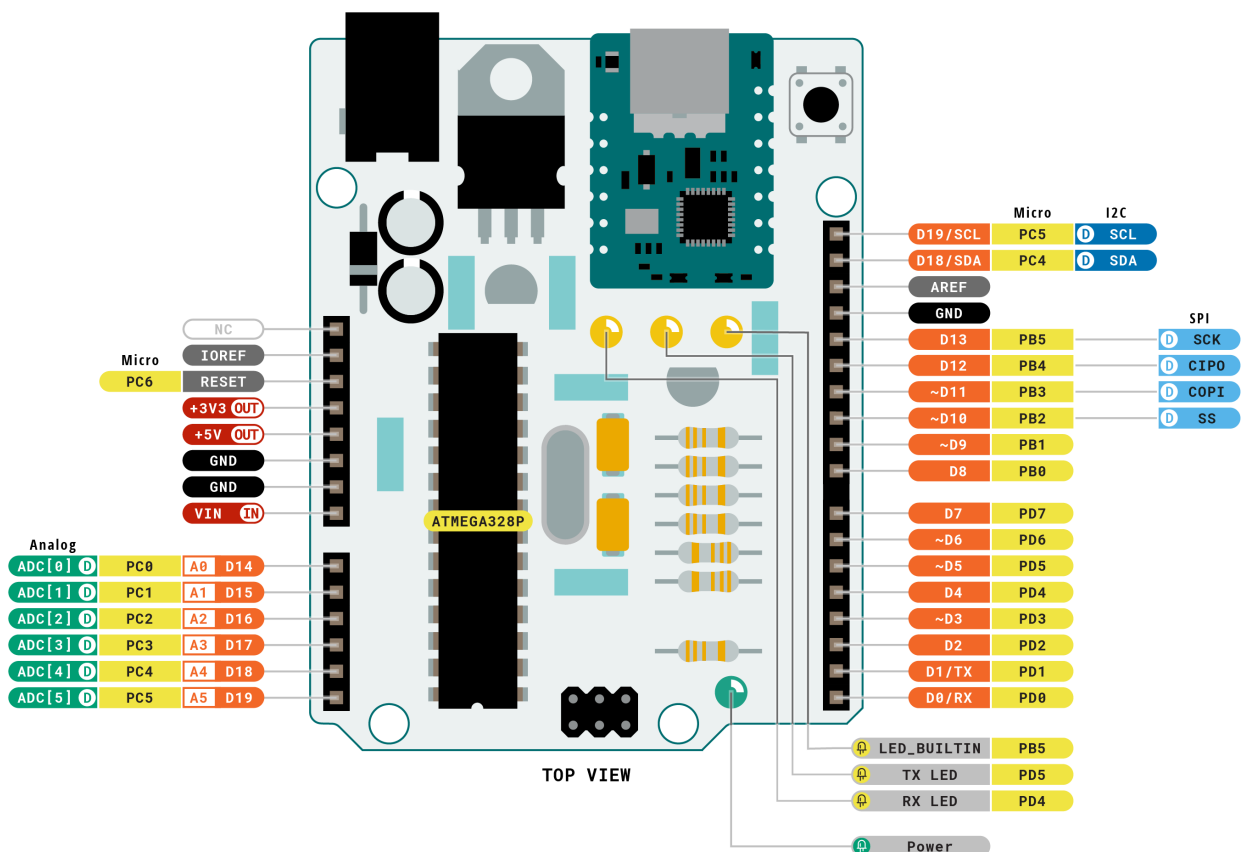 Micro I2C
D19/SCL PC5 D SCL
D18/SDA PC4 D SDA
AREF
GND
SPI
D13 PB5 D SCK
D12 PB4 D CIPO
~D11 PB3 D COPI
~D10 PB2 D SS
~D9 PB1
D8 PB0
D7 PD7
~D6 PD6
~D5 PD5
D4 PD4
~D3 PD3
D2 PD2
D1/TX PD1
D0/RX PD0
NC
IOREF
Micro
PC6 RESET
+3V3 OUT
+5V OUT
GND
GND
VIN IN
Analog
ADC[0] D PC0 A0 D14
ADC[1] D PC1 A1 D15
ADC[2] D PC2 A2 D16
ADC[3] D PC3 A3 D17
ADC[4] D PC4 A4 D18
ADC[5] D PC5 A5 D19
ATMEGA328P
TOP VIEW
LED_BUILTIN PB5
TX LED PD5
RX LED PD4
Power